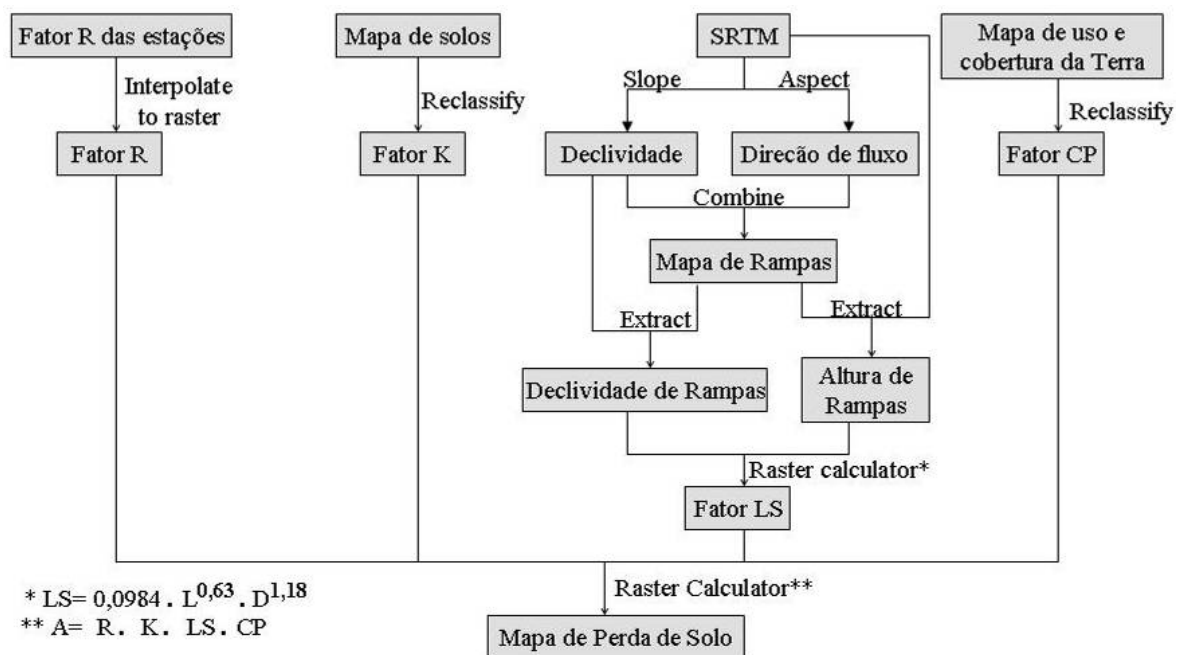 Fator R das estações
Mapa de solos
SRTM
Mapa de uso e
cobertura da Terra
Interpolate
to raster
Reclassify
Slope
Aspect
Reclassify
Fator R
Fator K
Declividade
Direcão de fluxo
Fator CP
Combine
Mapa de Rampas
Extract
Extract
Declividade de Rampas
Altura de
Rampas
Raster calculator*
Fator LS
* LS= 0,0984 . L^0,63 . D^1,18
** A= R. K. LS. CP
Raster Calculator**
Mapa de Perda de Solo